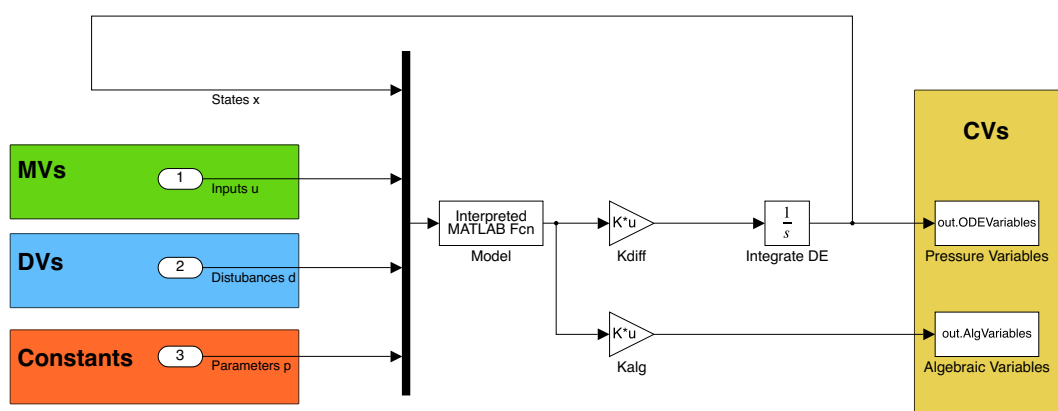 States x
MVs
1
Inputs u
DVs
2
Distubances d
Constants
3
Parameters p
Interpreted
MATLAB Fcn
Model
K*u
Kdiff
1
s
Integrate DE
K*u
Kalg
CVs
out.ODEVariables
Pressure Variables
out.AlgVariables
Algebraic Variables